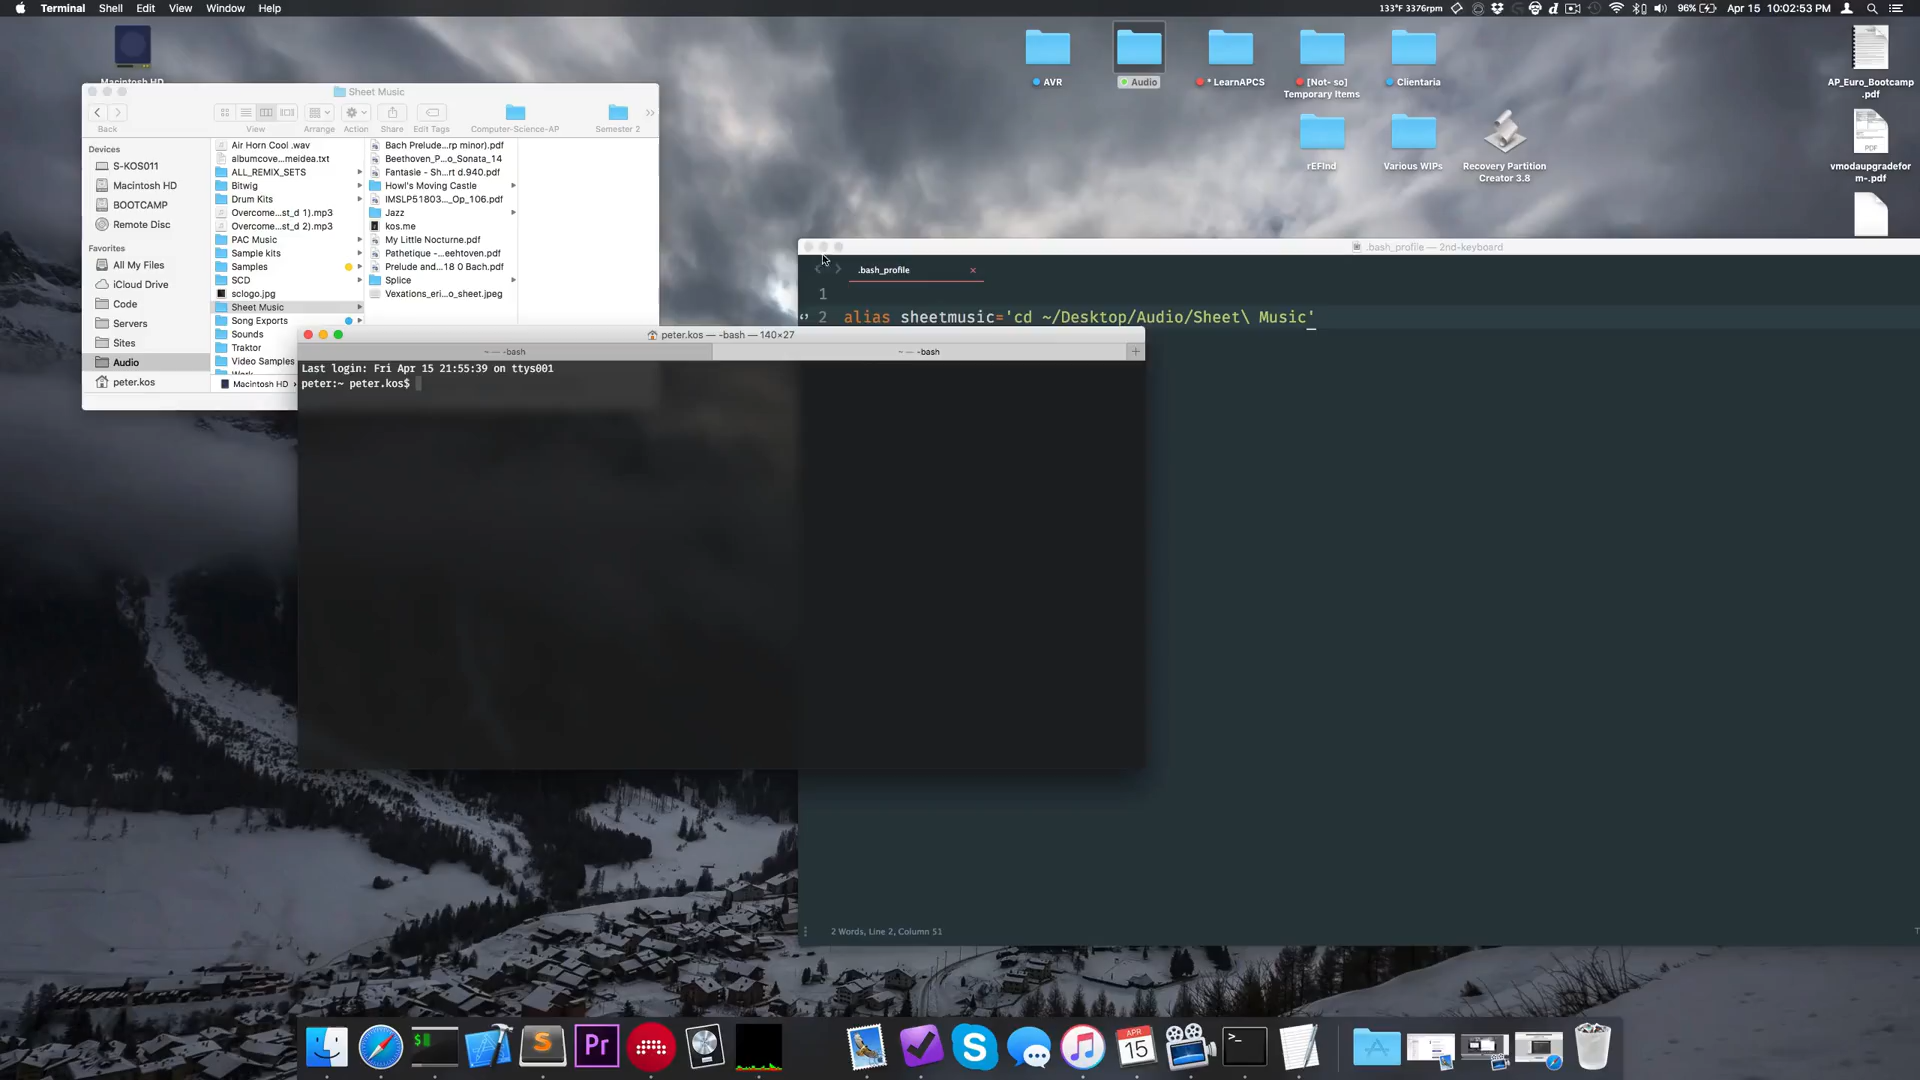 Terminal Shell Edit View Window Help
133°F 3376rpm
96%
Apr 15 10:02:53 PM
Macintosh HD
AVR
Audio
* LearnAPCS
[Not- so]
Temporary Items
Clientaria
AP_Euro_Bootcamp
.pdf
rEFInd
Various WIPs
Recovery Partition
Creator 3.8
PDF
vmodaupgradefor
m-.pdf
Sheet Music
Back
View
Arrange
Action
Share
Edit Tags
Computer-Science-AP
Semester 2
Devices
S-KOS011
Macintosh HD
BOOTCAMP
Remote Disc
Favorites
All My Files
iCloud Drive
Code
Servers
Sites
Audio
peter.kos
Air Horn Cool .wav
albumcove...meidea.txt
ALL_REMIX_SETS
Bitwig
Drum Kits
Overcome...st_d 1).mp3
Overcome...st_d 2).mp3
PAC Music
Sample kits
Samples
SCD
sclogo.jpg
Sheet Music
Song Exports
Sounds
Traktor
Video Samples
Macintosh HD
Bach Prelude...rp minor).pdf
Beethoven_P...o_Sonata_14
Fantasie - Sh...rt d.940.pdf
Howl's Moving Castle
IMSLP51803..._Op_106.pdf
Jazz
kos.me
My Little Nocturne.pdf
Pathetique -...eehtoven.pdf
Prelude and...18 0 Bach.pdf
Splice
Vexations_eri...o_sheet.jpeg
.bash_profile — 2nd-keyboard
.bash_profile
1
2 alias sheetmusic='cd ~/Desktop/Audio/Sheet\ Music'
2 Words, Line 2, Column 51
peter.kos — -bash — 140×27
~ — -bash
~ — -bash
Last login: Fri Apr 15 21:55:39 on ttys001
peter:~ peter.kos$
$
S
Pr
S
APR
15
>_